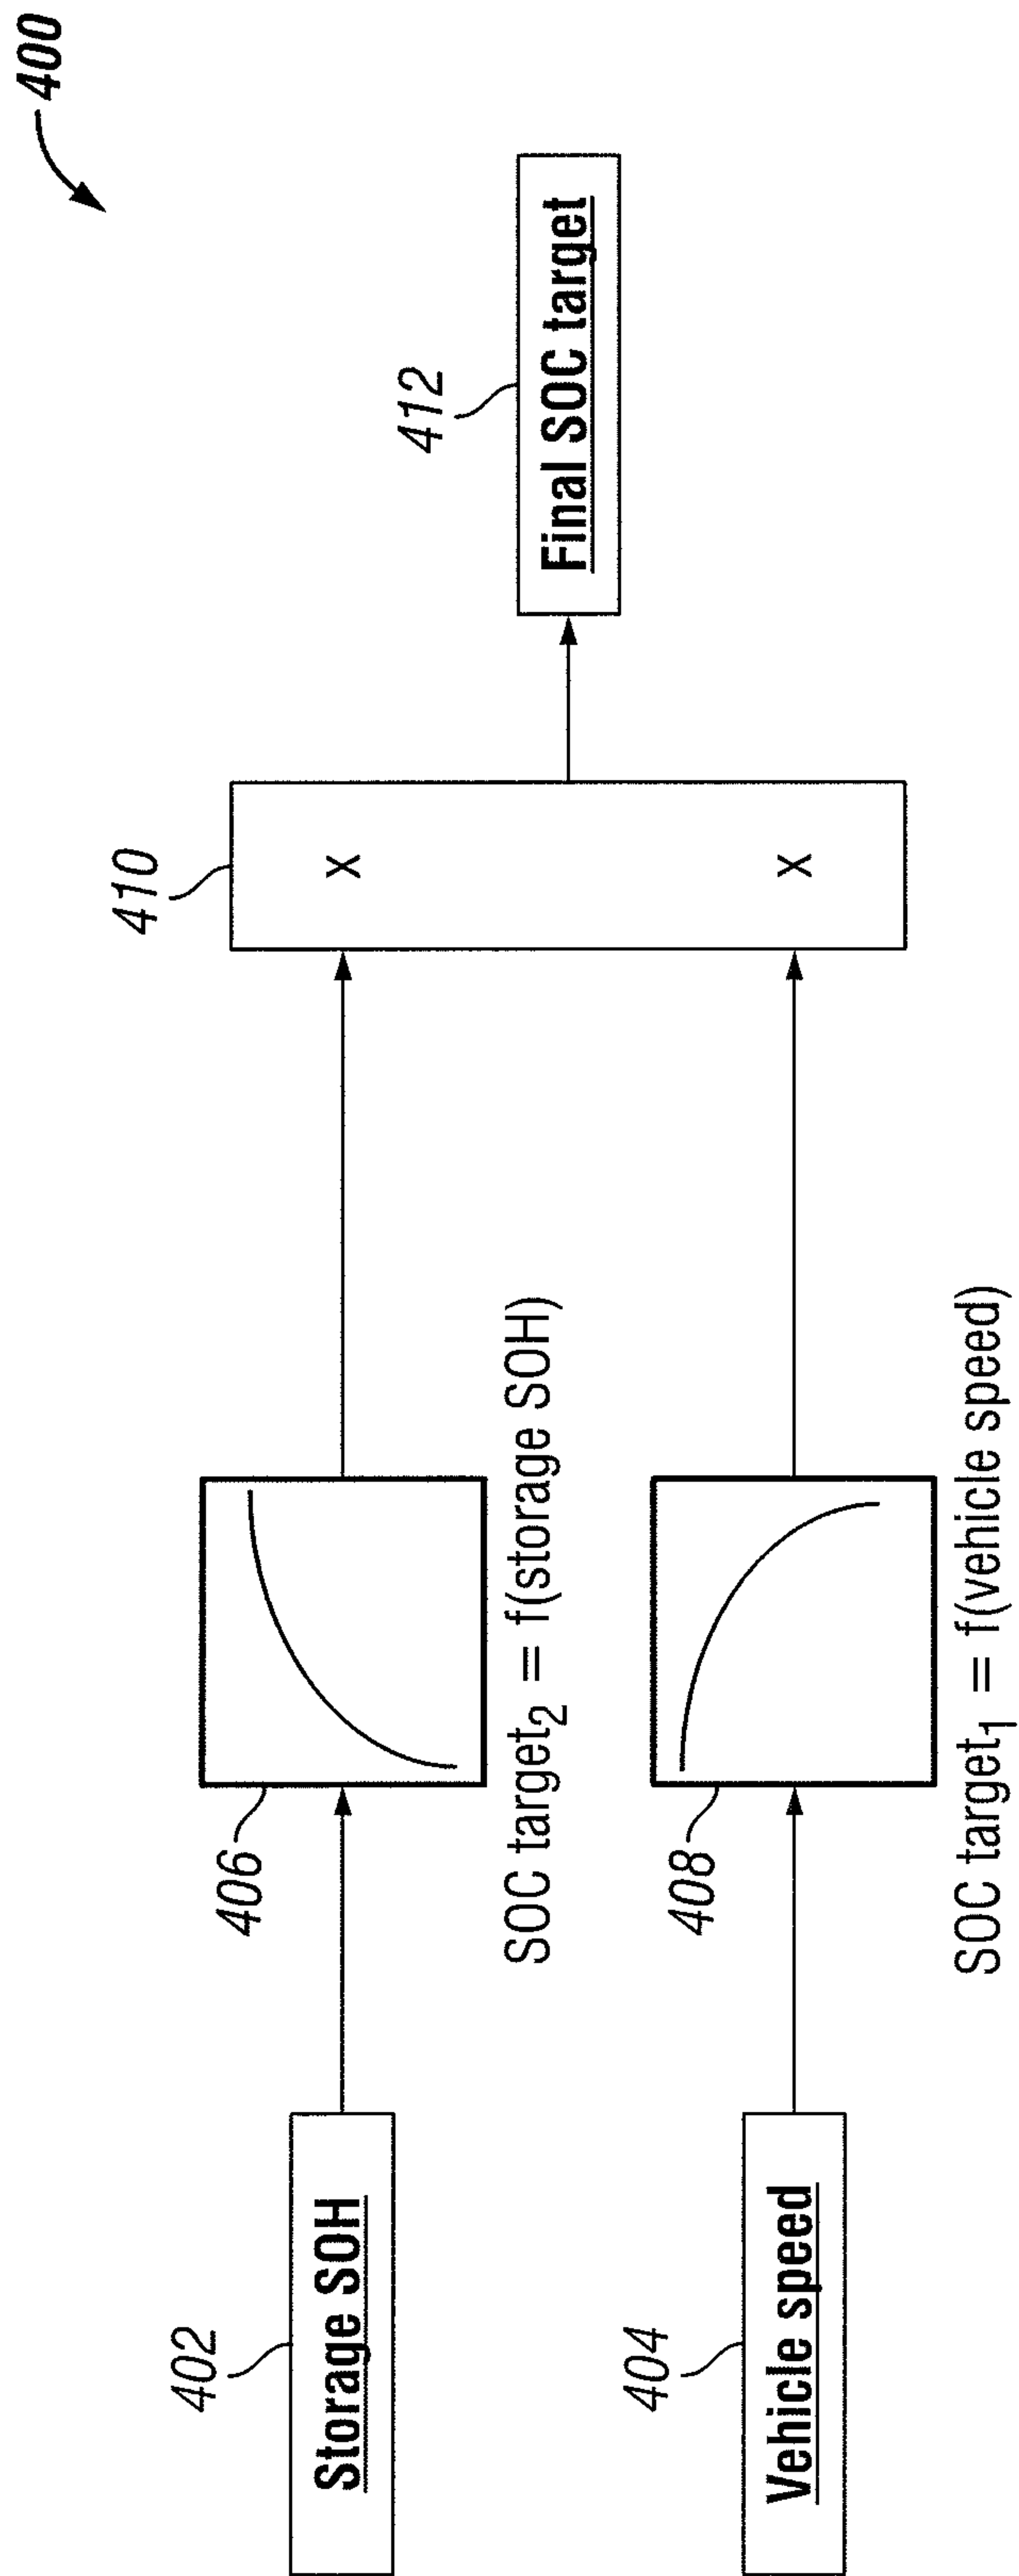 400
402
Storage SOH
406
SOC target₂ = f(storage SOH)
410
X
X
412
Final SOC target
404
Vehicle speed
408
SOC target₁ = f(vehicle speed)